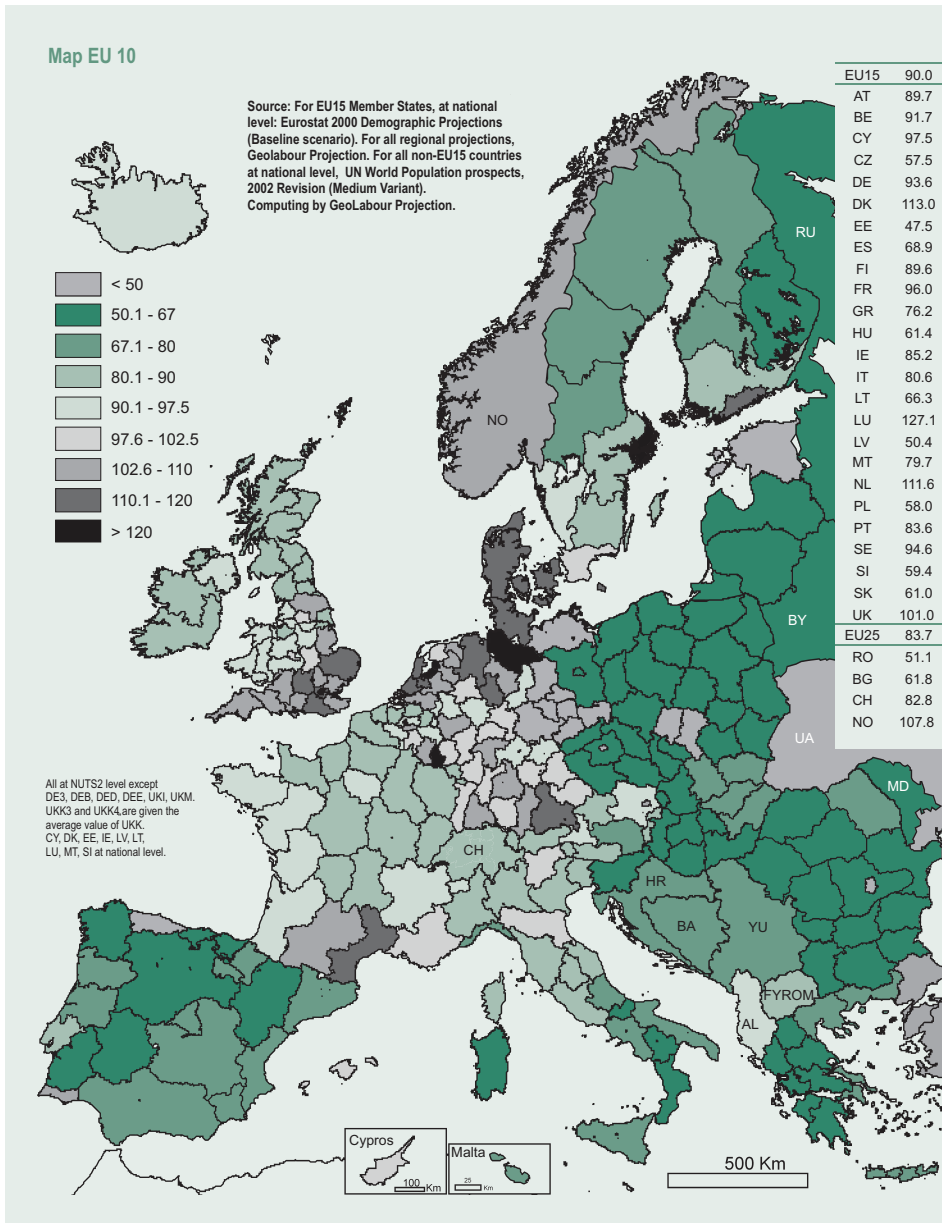 Map EU 10
Source: For EU15 Member States, at national
level: Eurostat 2000 Demographic Projections
(Baseline scenario). For all regional projections,
Geolabour Projection. For all non-EU15 countries
at national level, UN World Population prospects,
2002 Revision (Medium Variant).
Computing by GeoLabour Projection.
EU15 90.0
AT 89.7
BE 91.7
CY 97.5
CZ 57.5
DE 93.6
DK 113.0
EE 47.5
ES 68.9
FI 89.6
FR 96.0
GR 76.2
HU 61.4
IE 85.2
IT 80.6
LT 66.3
LU 127.1
LV 50.4
MT 79.7
NL 111.6
PL 58.0
PT 83.6
SE 94.6
SI 59.4
SK 61.0
UK 101.0
EU25 83.7
RO 51.1
BG 61.8
CH 82.8
NO 107.8
< 50
50.1 - 67
67.1 - 80
80.1 - 90
90.1 - 97.5
97.6 - 102.5
102.6 - 110
110.1 - 120
> 120
RU
NO
BY
UA
MD
CH
HR
BA
YU
FYROM
AL
All at NUTS2 level except
DE3, DEB, DED, DEE, UKI, UKM.
UKK3 and UKK4,are given the
average value of UKK.
CY, DK, EE, IE, LV, LT,
LU, MT, SI at national level.
Cypros
100 Km
Malta
25 Km
500 Km